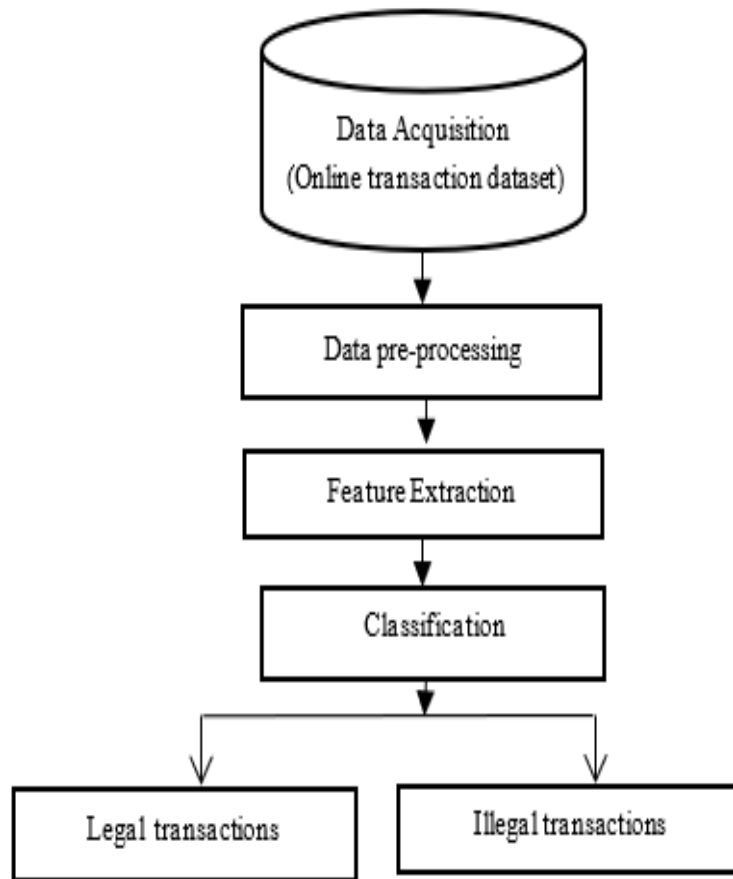 Data Acquisition
(Online transaction dataset)
Data pre-processing
Feature Extraction
Classification
Legal transactions
Illegal transactions